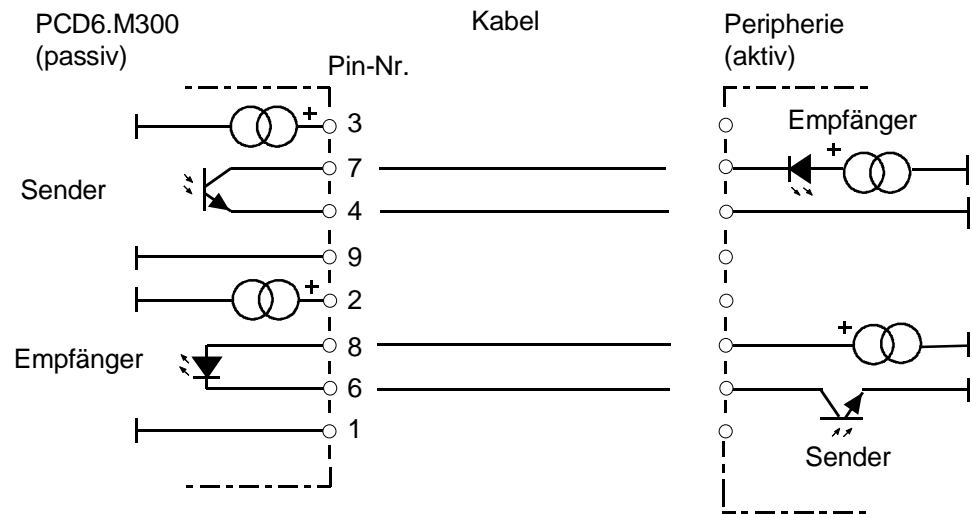 PCD6.M300
(passiv)
Kabel
Peripherie
(aktiv)
Pin-Nr.
+ 3
Empfänger
7
+
Sender
4
9
+ 2
+
8
Empfänger
6
1
Sender